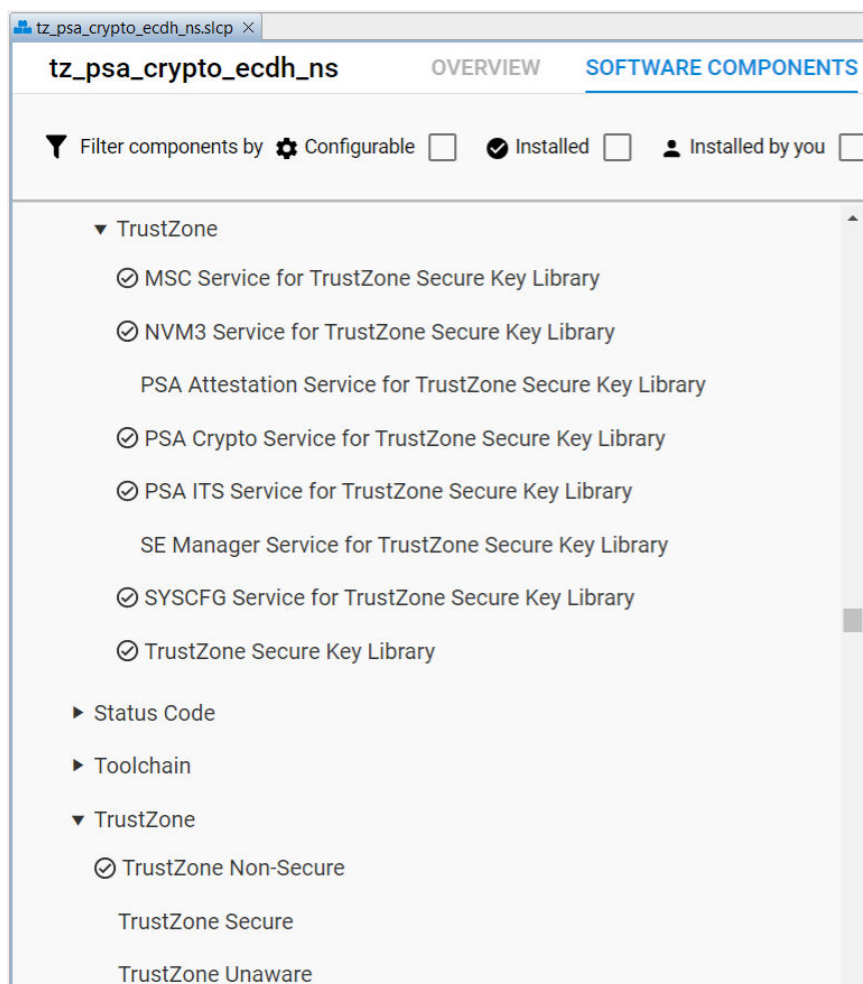 tz_psa_crypto_ecdh_ns.slcp
tz_psa_crypto_ecdh_ns OVERVIEW SOFTWARE COMPONENTS
Filter components by Configurable Installed Installed by you
TrustZone
MSC Service for TrustZone Secure Key Library
NVM3 Service for TrustZone Secure Key Library
PSA Attestation Service for TrustZone Secure Key Library
PSA Crypto Service for TrustZone Secure Key Library
PSA ITS Service for TrustZone Secure Key Library
SE Manager Service for TrustZone Secure Key Library
SYSCFG Service for TrustZone Secure Key Library
TrustZone Secure Key Library
Status Code
Toolchain
TrustZone
TrustZone Non-Secure
TrustZone Secure
TrustZone Unaware